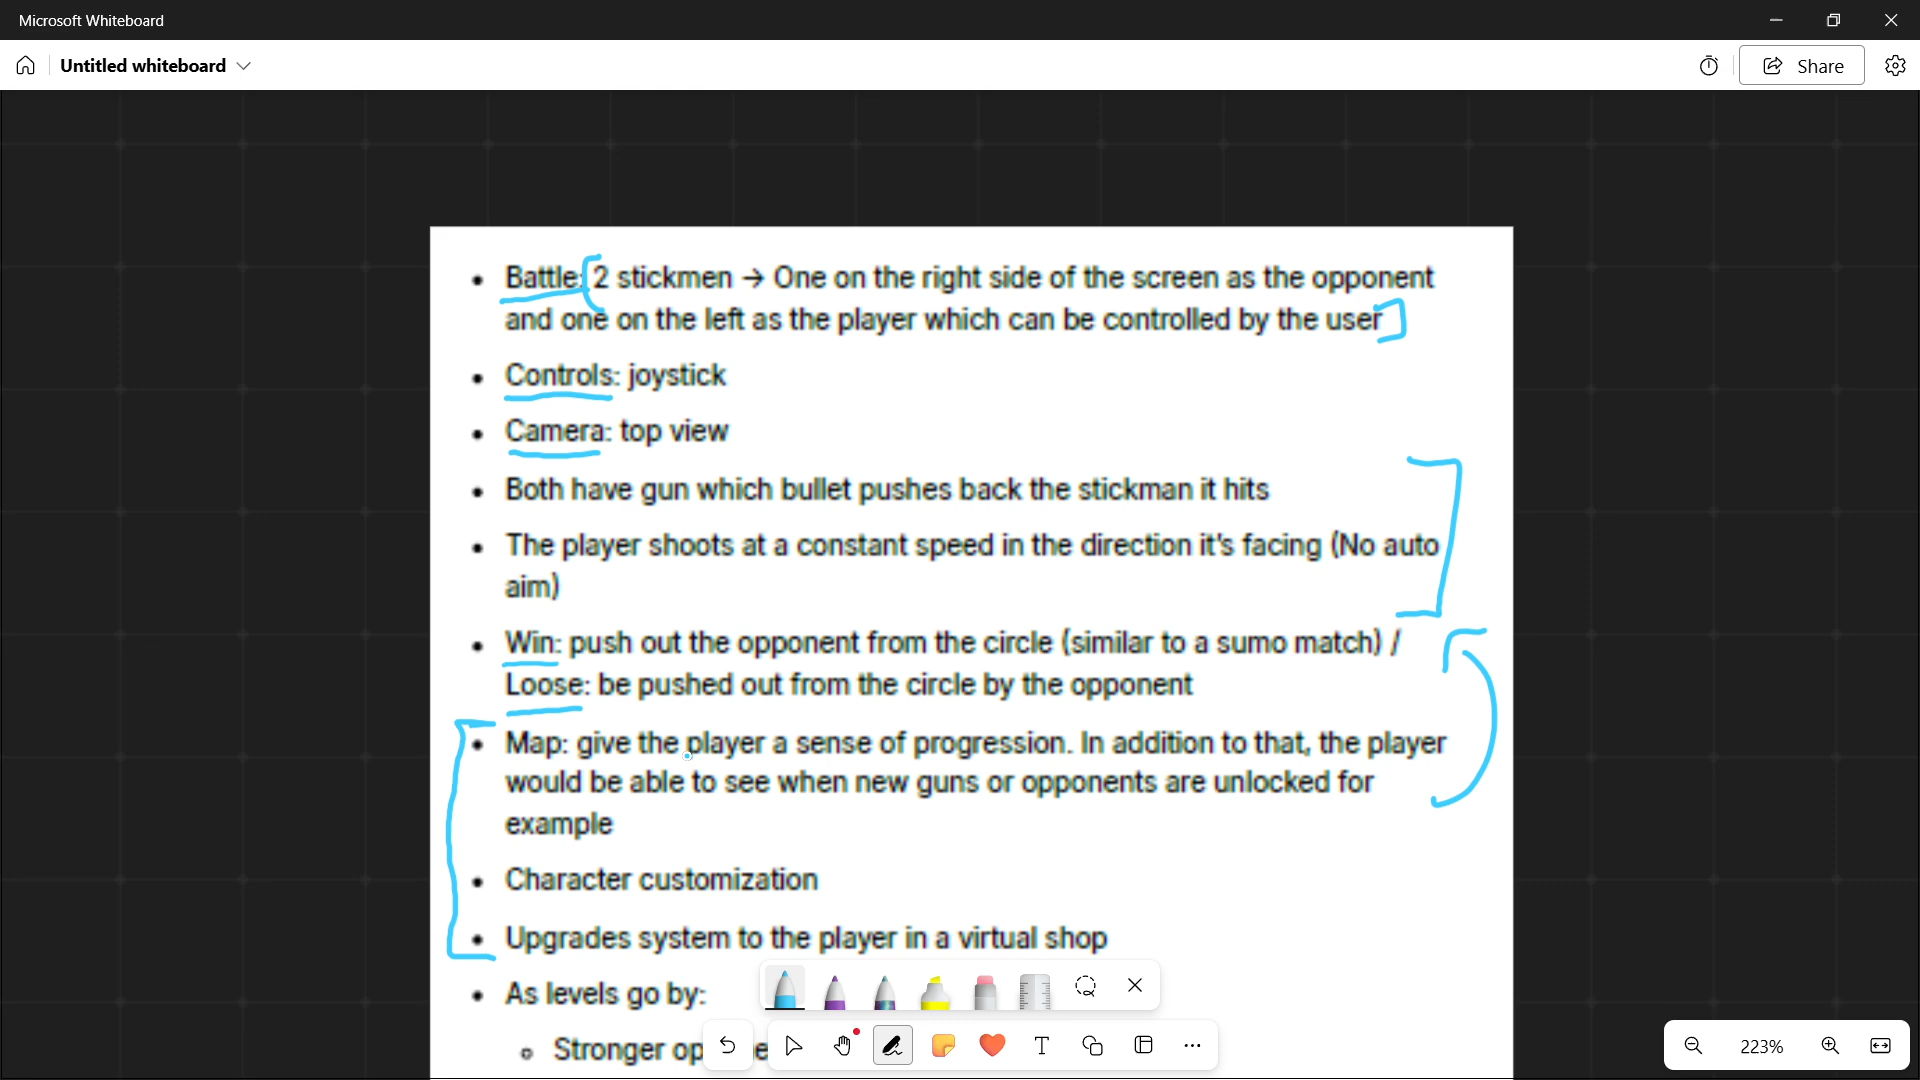 Microsoft Whiteboard
Untitled whiteboard
Share
Battle: 2 stickmen → One on the right side of the screen as the opponent
and one on the left as the player which can be controlled by the user
Controls: joystick
Camera: top view
Both have gun which bullet pushes back the stickman it hits
The player shoots at a constant speed in the direction it's facing (No auto
aim)
Win: push out the opponent from the circle (similar to a sumo match) /
Loose: be pushed out from the circle by the opponent
Map: give the player a sense of progression. In addition to that, the player
would be able to see when new guns or opponents are unlocked for
example
Character customization
Upgrades system to the player in a virtual shop
As levels go by:
Stronger
223%